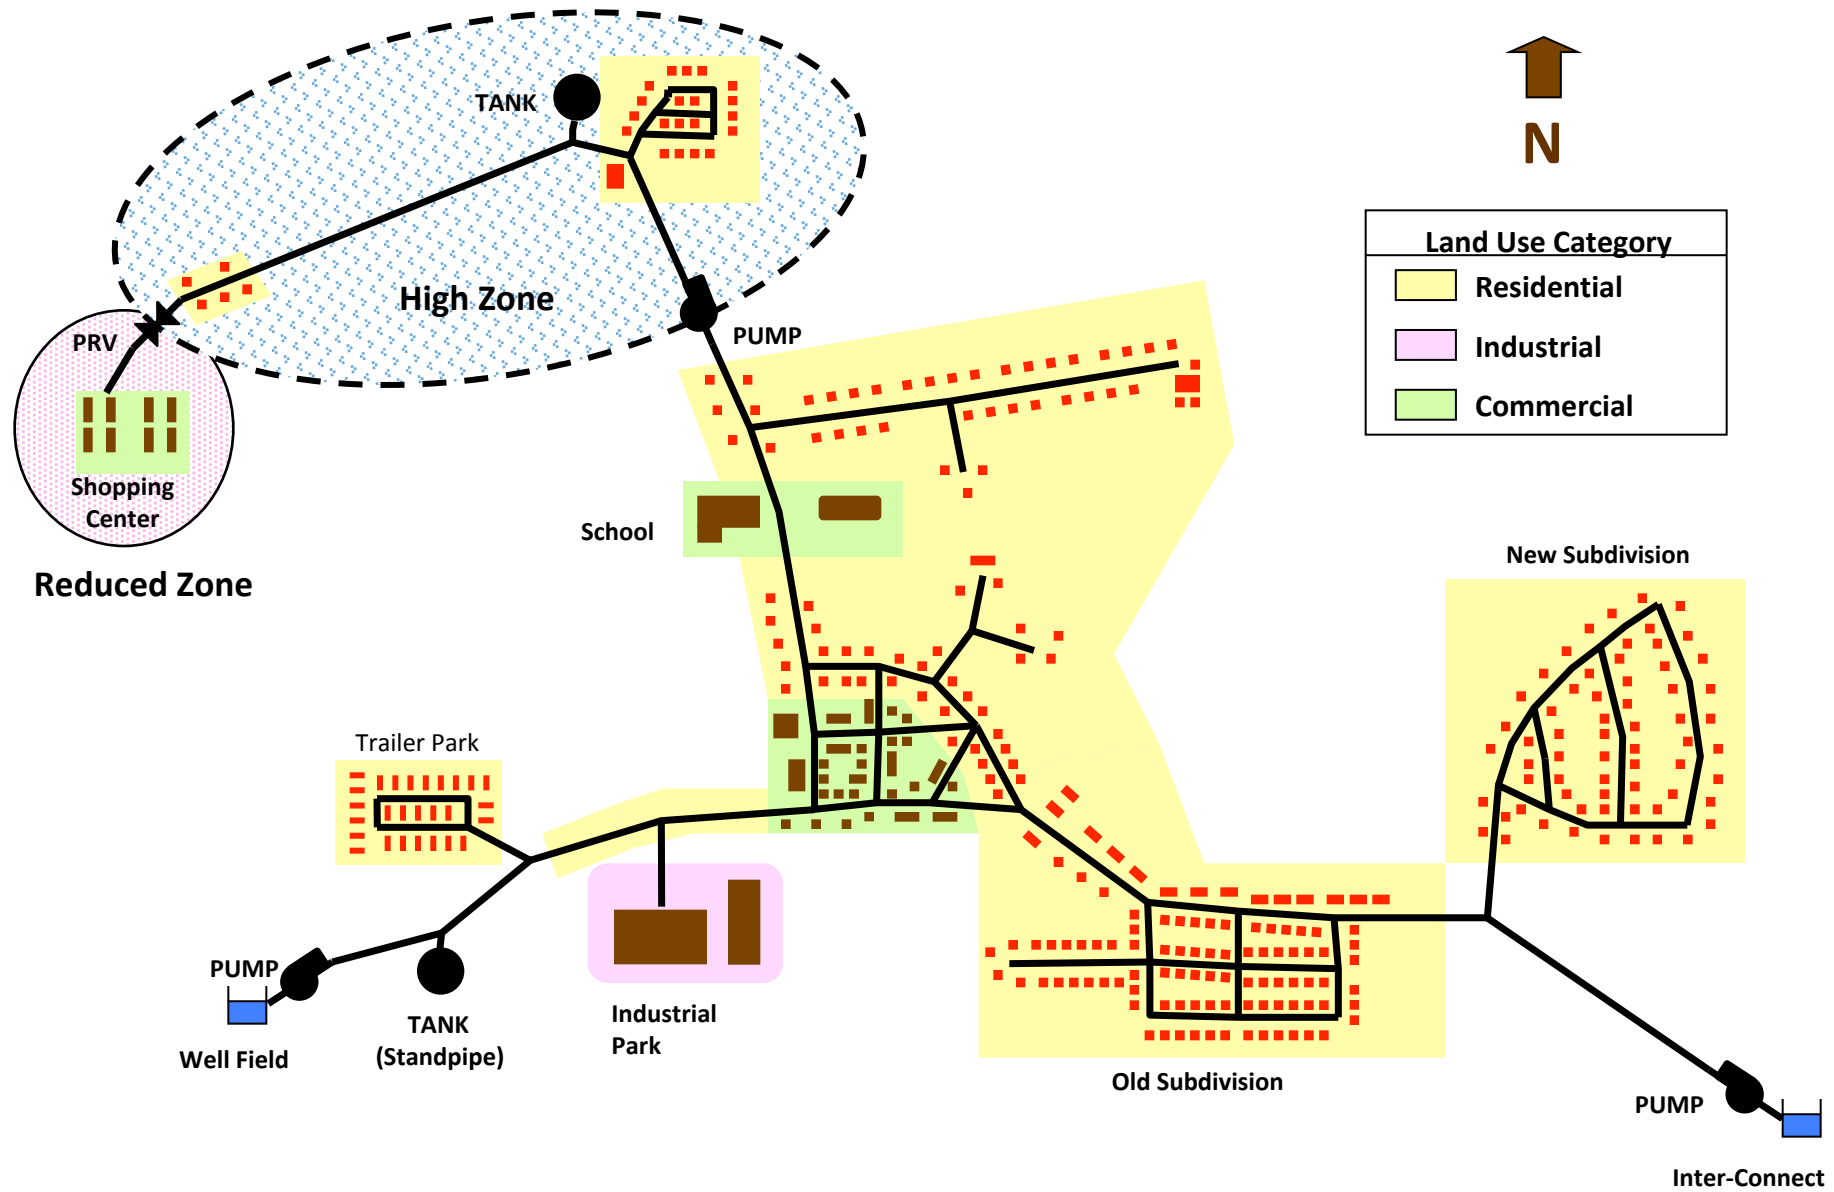 TANK
High Zone
PRV
PUMP
Shopping
Center
Reduced Zone
School
N
Land Use Category
Residential
Industrial
Commercial
New Subdivision
Trailer Park
PUMP
Well Field
TANK
(Standpipe)
Industrial
Park
Old Subdivision
PUMP
Inter-Connect